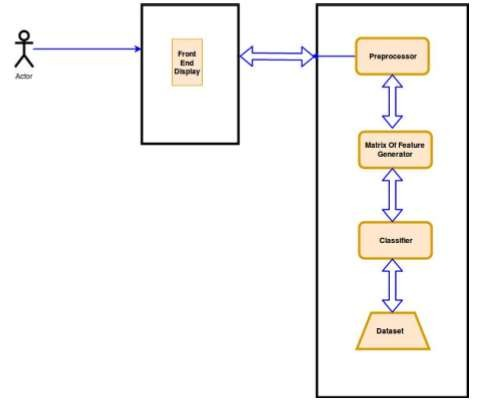 Actor
Front
End
Display
Preprocessor
Matrix Of Feature
Generator
Classifier
Dataset